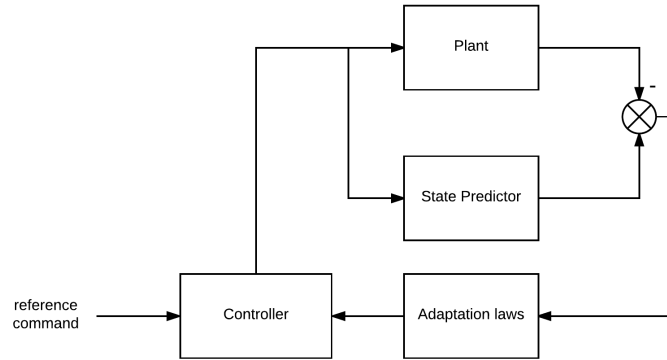 Plant
-
State Predictor
reference
command
Controller
Adaptation laws